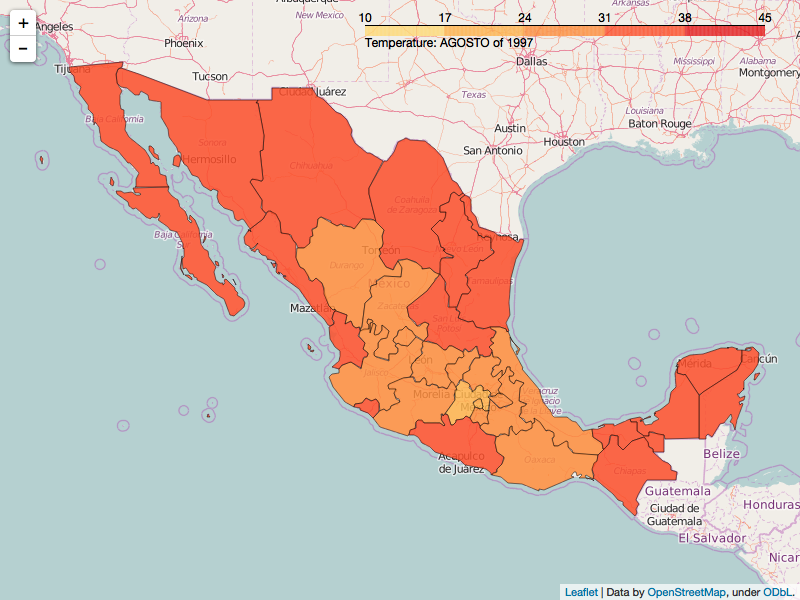 +
−
10 17 24 31 38 45
Temperature: AGOSTO of 1997
Albuquerque
Arkansas
Angeles
Arizona
New Mexico
Phoenix
Dallas
Mississippi
Alabama
Tijuana
Tucson
Montgomery
Ciudad Juárez
Texas
Louisiana
Baja California
Austin
Baton Rouge
Sonora
Houston
Hermosillo
San Antonio
Chihuahua
Coahuila
de Zaragoza
Baja California
Sur
Reynosa
Nuevo León
Torreón
Durango
México
Tamaulipas
Zacatecas
Mazatlán
San Luis
Potosí
León
Mérida
Cancún
Jalisco
Morelia
Ciudad de
México
Veracruz
de Ignacio
de la Llave
Acapulco
de Juárez
Oaxaca
Chiapas
Belize
Guatemala
Ciudad de
Guatemala
Honduras
El Salvador
Nicar
Leaflet | Data by OpenStreetMap, under ODbL.